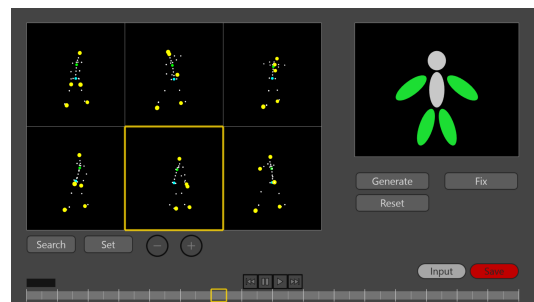 Generate
Fix
Reset
Search
Set
Input
Save